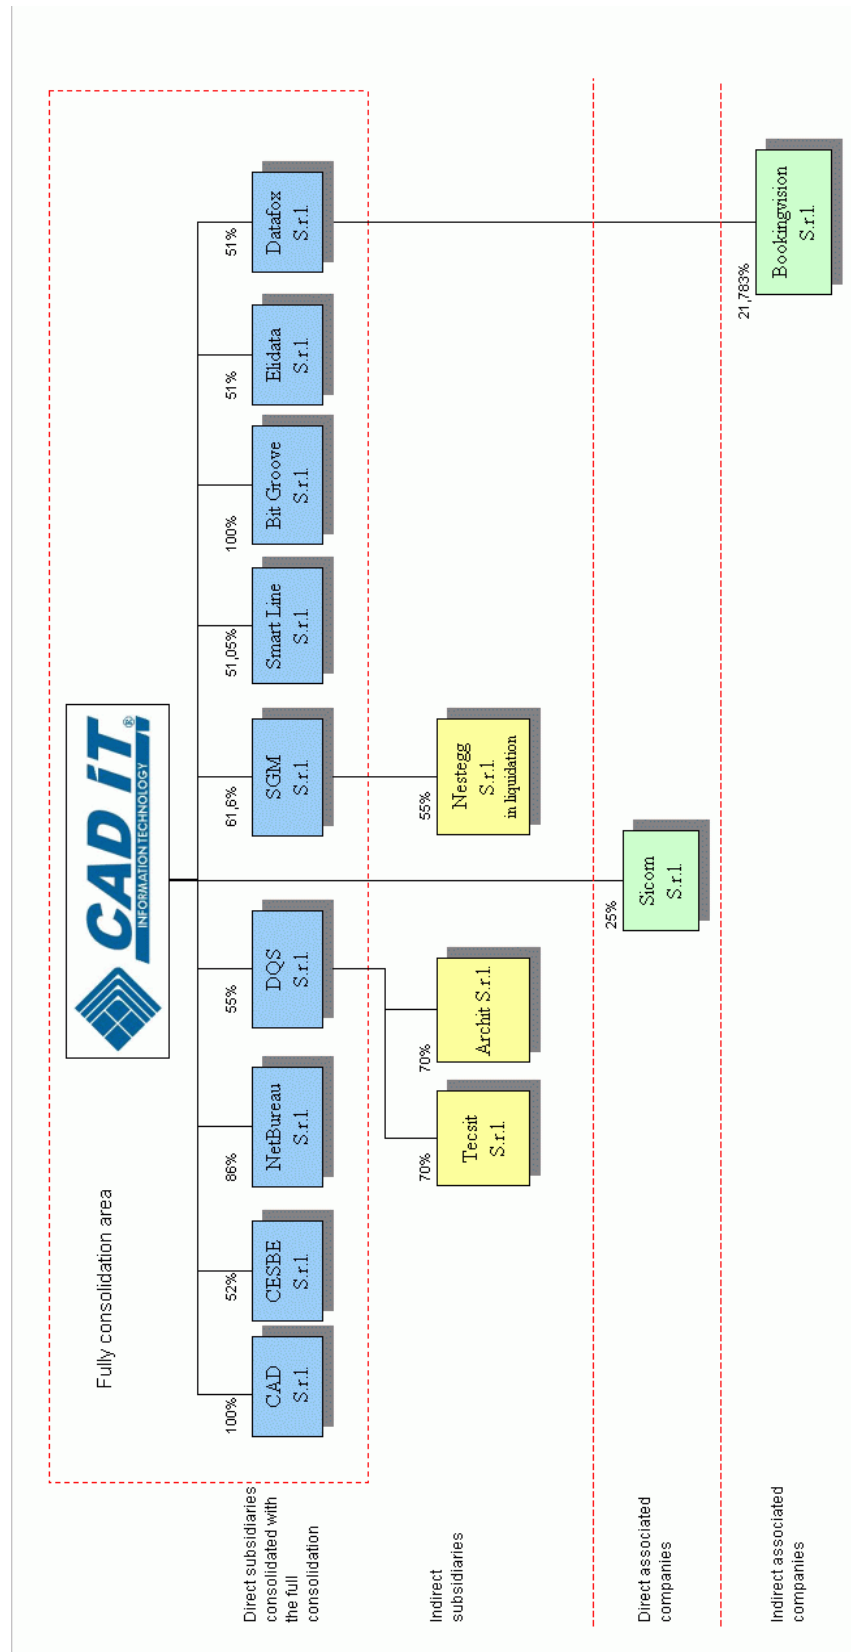 CAD iT®
INFORMATION TECHNOLOGY
Fully consolidation area
Direct subsidiaries
consolidated with
the full
consolidation
100%
CAD
S.r.l.
52%
CESBE
S.r.l.
86%
NetBureau
S.r.l.
55%
DQS
S.r.l.
61,6%
SGM
S.r.l.
51,05%
Smart Line
S.r.l.
100%
Bit Groove
S.r.l.
51%
Elidata
S.r.l.
51%
Datafox
S.r.l.
Indirect
subsidiaries
70%
Tecsit
S.r.l.
70%
Archit S.r.l.
55%
Nestegg
S.r.l.
in liquidation
Direct associated
companies
25%
Sicom
S.r.l.
Indirect associated
companies
21,783%
Bookingvision
S.r.l.